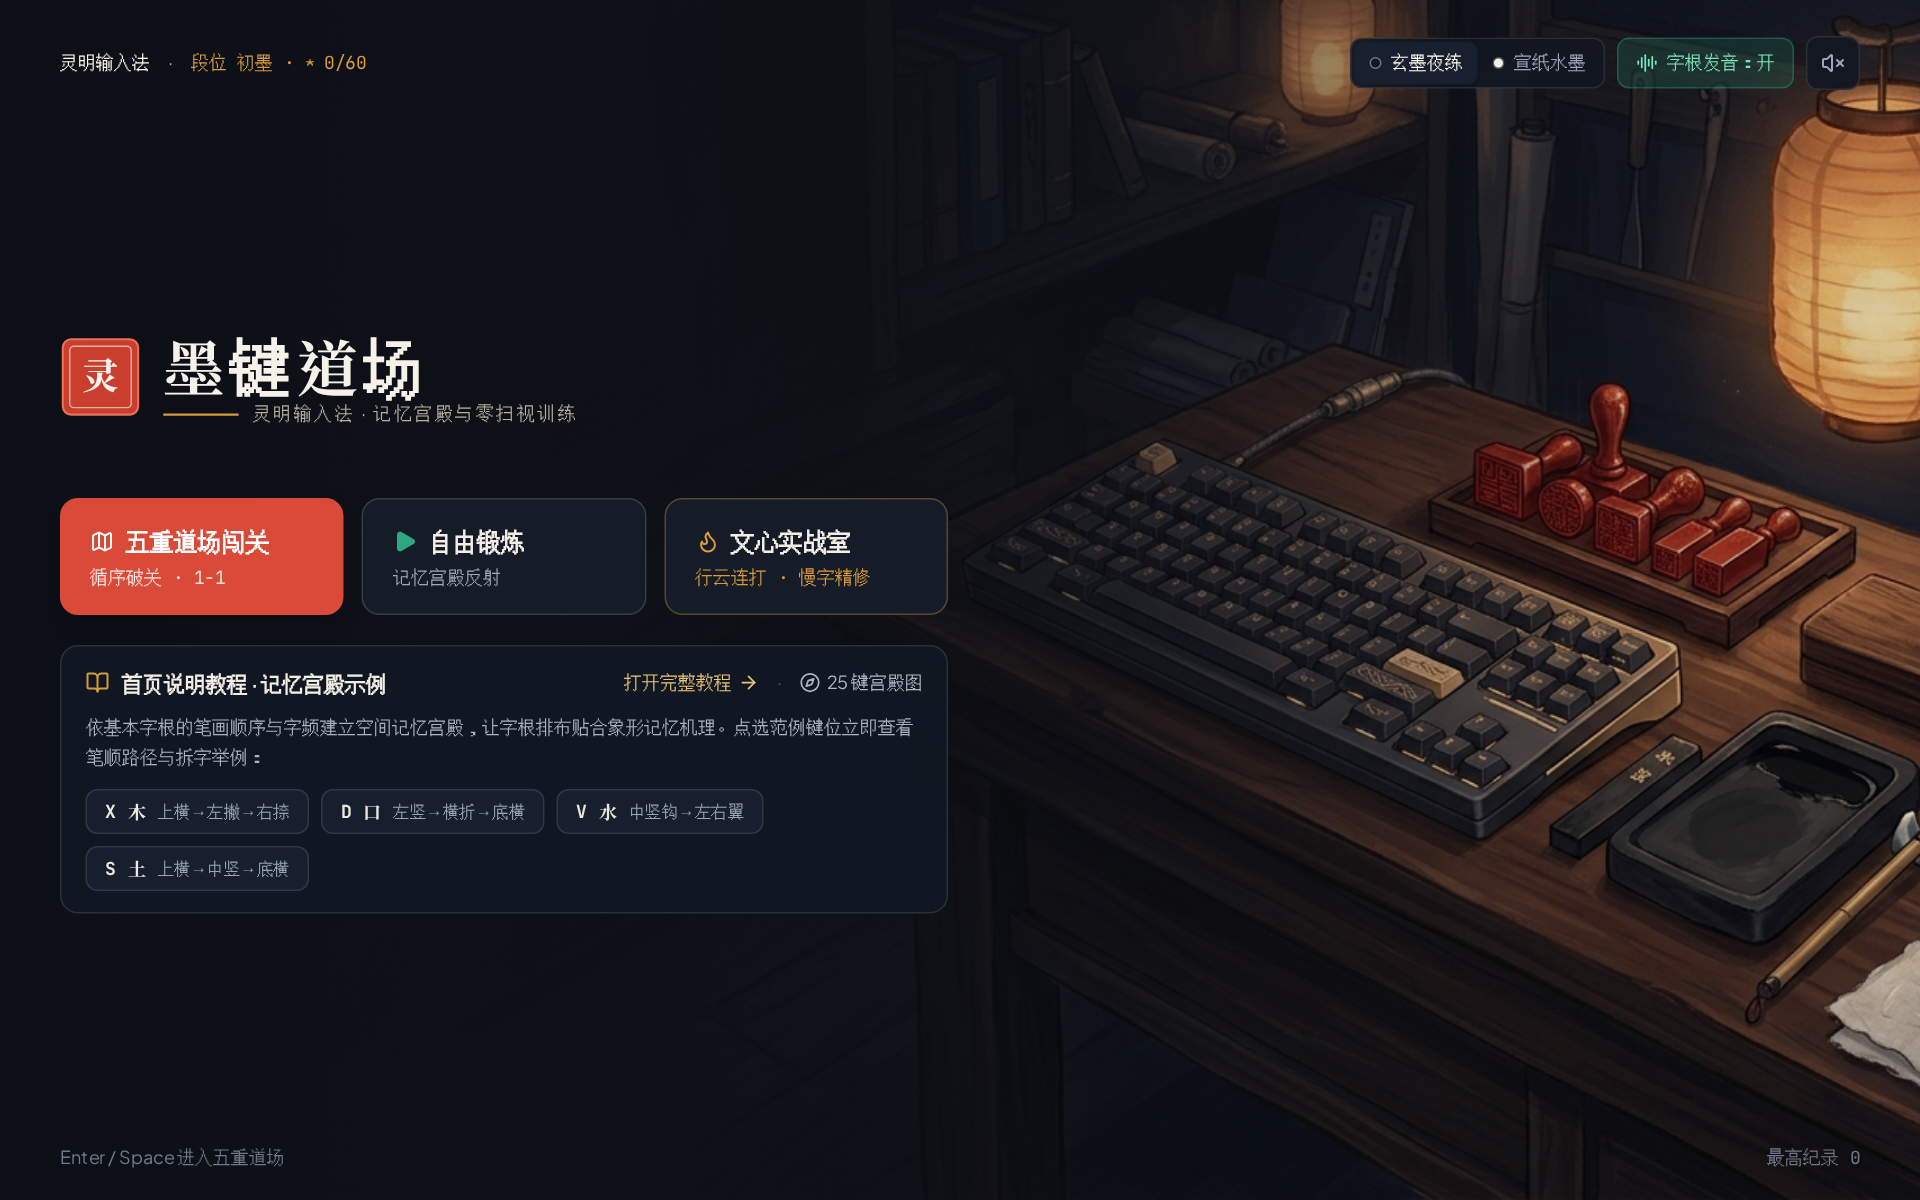 灵明输入法 · 段位 初墨 · * 0/60
玄墨夜练 宣纸水墨 字根发音：开
灵 墨键道场
灵明输入法 · 记忆宫殿与零扫视训练
五重道场闯关
循序破关 · 1-1
自由锻炼
记忆宫殿反射
文心实战室
行云连打 · 慢字精修
首页说明教程·记忆宫殿示例
打开完整教程 → · 25键宫殿图
依基本字根的笔画顺序与字频建立空间记忆宫殿，让字根排布贴合象形记忆机理。点选范例键位立即查看
笔顺路径与拆字举例：
X 木 上横→左撇→右捺
D 口 左竖→横折→底横
V 水 中竖钩→左右翼
S 土 上横→中竖→底横
Enter / Space 进入五重道场
最高纪录 0